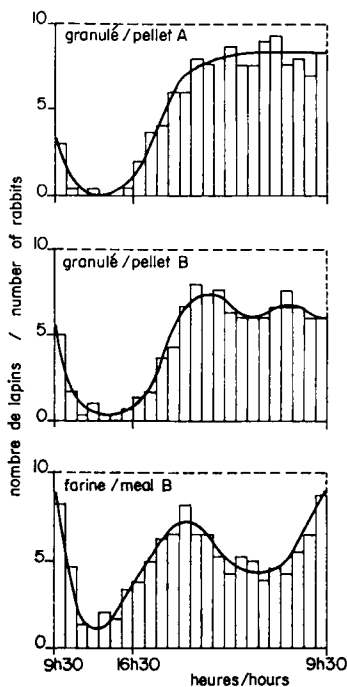 nombre de lapins / number of rabbits
10
granulé/pellet A
5
0
10
granulé/pellet B
5
0
10
farine/meal B
5
0
9h30 16h30 9h30
heures/hours